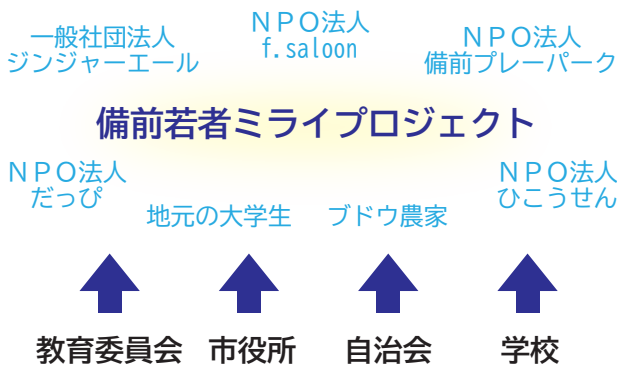 一般社団法人
ジンジャーエール
ＮＰＯ法人
f.saloon
ＮＰＯ法人
備前プレーパーク
備前若者ミライプロジェクト
ＮＰＯ法人
だっぴ
地元の大学生
ブドウ農家
ＮＰＯ法人
ひこうせん
教育委員会
市役所
自治会
学校